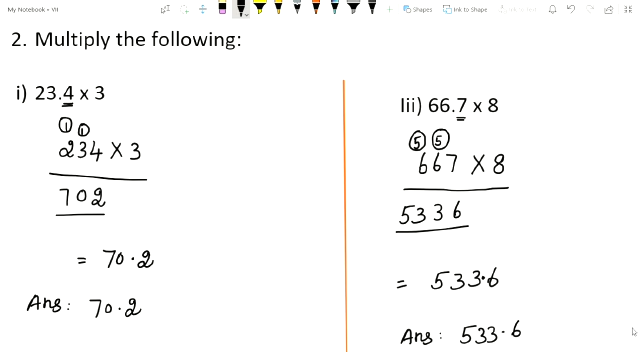 My Notebook • VII
Shapes
Ink to Shape
2. Multiply the following:
i) 23.4 x 3
1 1
234 X 3
702
= 70.2
Ans: 70.2
Iii) 66.7 x 8
5 5
667 X 8
5336
= 533.6
Ans: 533.6